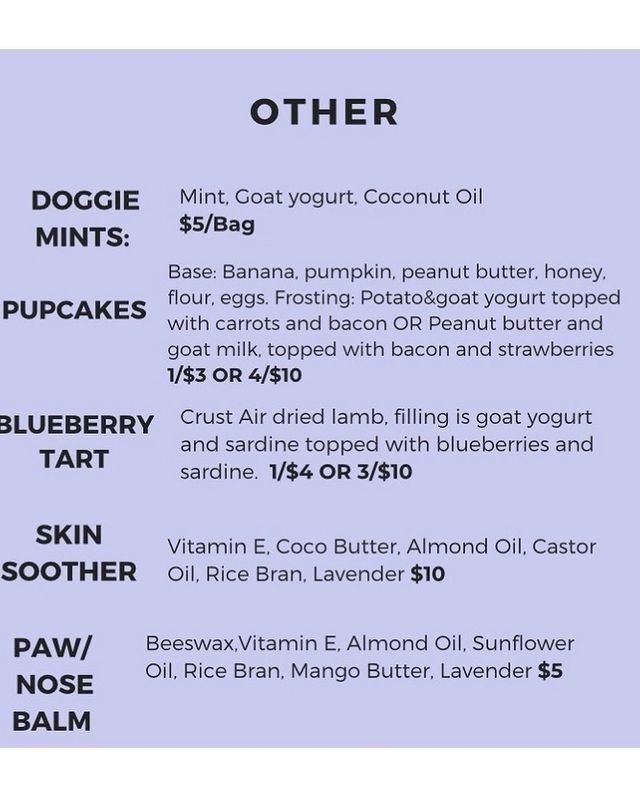 OTHER
DOGGIE
MINTS:
Mint, Goat yogurt, Coconut Oil
$5/Bag
PUPCAKES
Base: Banana, pumpkin, peanut butter, honey,
flour, eggs. Frosting: Potato&goat yogurt topped
with carrots and bacon OR Peanut butter and
goat milk, topped with bacon and strawberries
1/$3 OR 4/$10
BLUEBERRY
TART
Crust Air dried lamb, filling is goat yogurt
and sardine topped with blueberries and
sardine. 1/$4 OR 3/$10
SKIN
SOOTHER
Vitamin E, Coco Butter, Almond Oil, Castor
Oil, Rice Bran, Lavender $10
PAW/
NOSE
BALM
Beeswax,Vitamin E, Almond Oil, Sunflower
Oil, Rice Bran, Mango Butter, Lavender $5